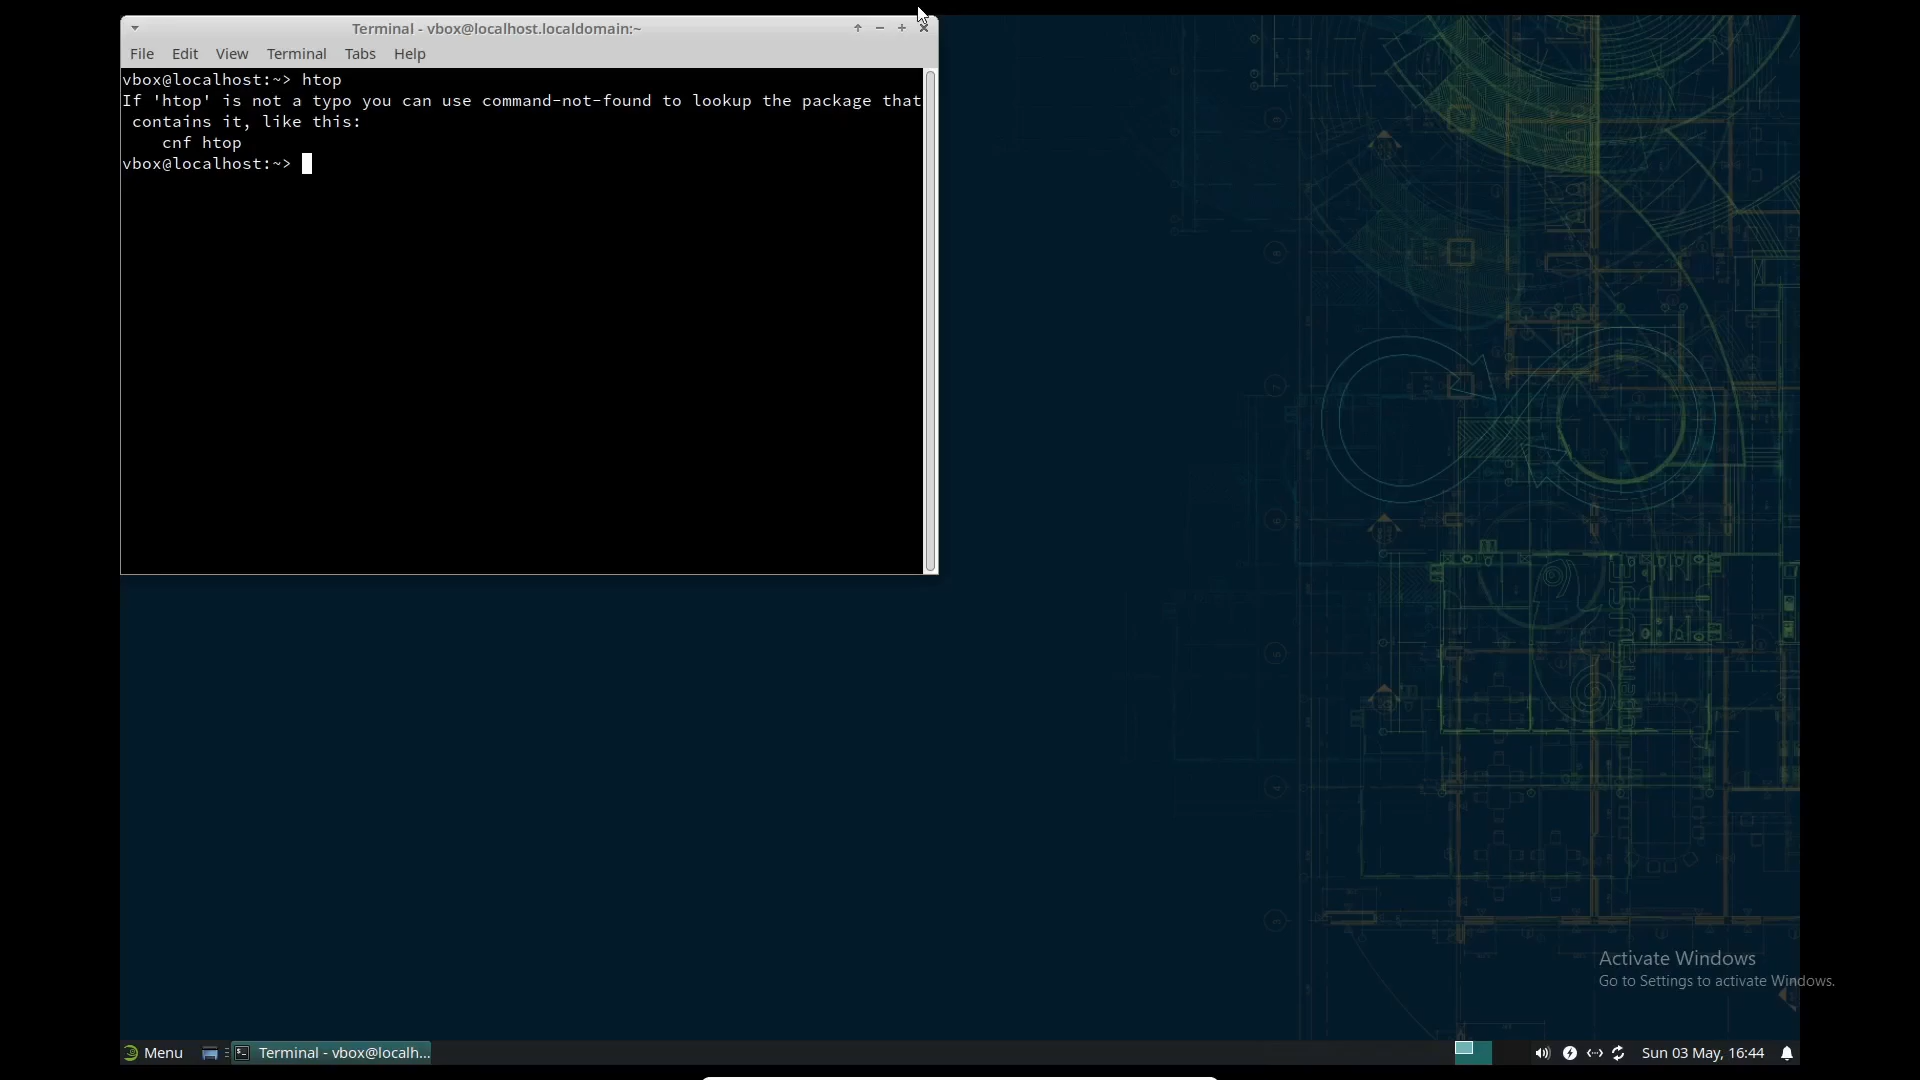 Terminal - vbox@localhost.localdomain:~
File Edit View Terminal Tabs Help
vbox@localhost:~> htop
If 'htop' is not a typo you can use command-not-found to lookup the package that
contains it, like this:
cnf htop
vbox@localhost:~>
openSUSE
Activate Windows
Go to Settings to activate Windows.
Menu
Terminal - vbox@localh...
Sun 03 May, 16:44